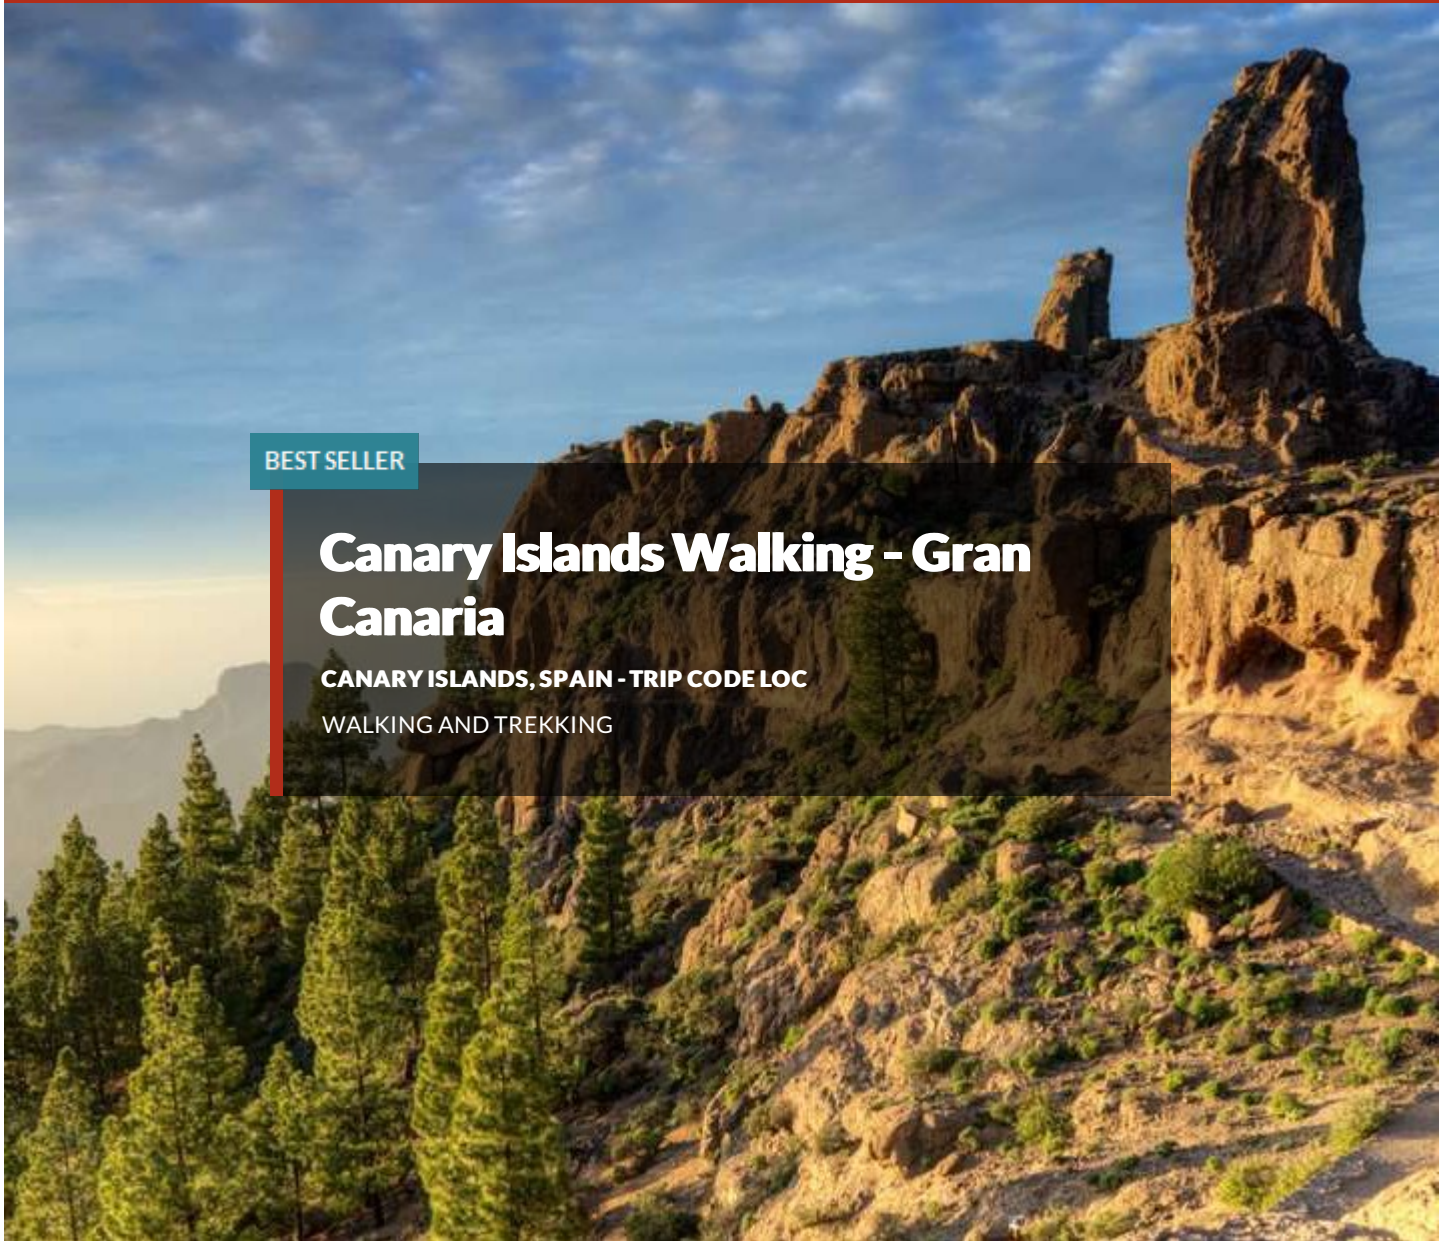 BEST SELLER
Canary Islands Walking - Gran
Canaria
CANARY ISLANDS, SPAIN - TRIP CODE LOC
WALKING AND TREKKING